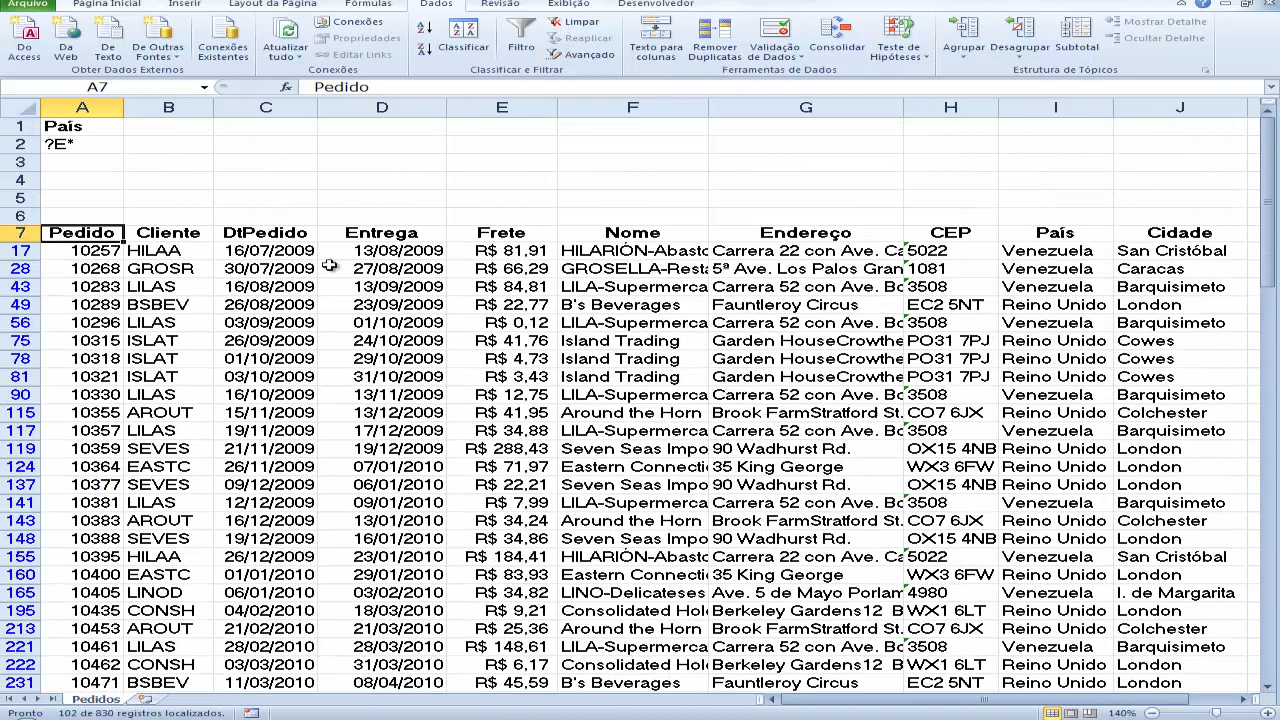 Arquivo Página Inicial Inserir Layout da Página Fórmulas Dados Revisão Exibição Desenvolvedor
Do Access Da Web De Texto De Outras Fontes Conexões Existentes Atualizar tudo Conexões Propriedades Editar Links Classificar Filtro Limpar Reaplicar Avançado Texto para colunas Remover Duplicatas Validação de Dados Consolidar Teste de Hipóteses Agrupar Desagrupar Subtotal Mostrar Detalhe Ocultar Detalhe
Obter Dados Externos Conexões Classificar e Filtrar Ferramentas de Dados Estrutura de Tópicos
A7 fx Pedido
A B C D E F G H I J
1 País
2 ?E*
3
4
5
6
7 Pedido Cliente DtPedido Entrega Frete Nome Endereço CEP País Cidade
17 10257 HILAA 16/07/2009 13/08/2009 R$ 81,91 HILARIÓN-Abasto Carrera 22 con Ave. Ca 5022 Venezuela San Cristóbal
28 10268 GROSR 30/07/2009 27/08/2009 R$ 66,29 GROSELLA-Resta 5ª Ave. Los Palos Gran 1081 Venezuela Caracas
43 10283 LILAS 16/08/2009 13/09/2009 R$ 84,81 LILA-Supermerca Carrera 52 con Ave. Bo 3508 Venezuela Barquisimeto
49 10289 BSBEV 26/08/2009 23/09/2009 R$ 22,77 B's Beverages Fauntleroy Circus EC2 5NT Reino Unido London
56 10296 LILAS 03/09/2009 01/10/2009 R$ 0,12 LILA-Supermerca Carrera 52 con Ave. Bo 3508 Venezuela Barquisimeto
75 10315 ISLAT 26/09/2009 24/10/2009 R$ 41,76 Island Trading Garden HouseCrowthe PO31 7PJ Reino Unido Cowes
78 10318 ISLAT 01/10/2009 29/10/2009 R$ 4,73 Island Trading Garden HouseCrowthe PO31 7PJ Reino Unido Cowes
81 10321 ISLAT 03/10/2009 31/10/2009 R$ 3,43 Island Trading Garden HouseCrowthe PO31 7PJ Reino Unido Cowes
90 10330 LILAS 16/10/2009 13/11/2009 R$ 12,75 LILA-Supermerca Carrera 52 con Ave. Bo 3508 Venezuela Barquisimeto
115 10355 AROUT 15/11/2009 13/12/2009 R$ 41,95 Around the Horn Brook FarmStratford St. CO7 6JX Reino Unido Colchester
117 10357 LILAS 19/11/2009 17/12/2009 R$ 34,88 LILA-Supermerca Carrera 52 con Ave. Bo 3508 Venezuela Barquisimeto
119 10359 SEVES 21/11/2009 19/12/2009 R$ 288,43 Seven Seas Impo 90 Wadhurst Rd. OX15 4NB Reino Unido London
124 10364 EASTC 26/11/2009 07/01/2010 R$ 71,97 Eastern Connecti 35 King George WX3 6FW Reino Unido London
137 10377 SEVES 09/12/2009 06/01/2010 R$ 22,21 Seven Seas Impo 90 Wadhurst Rd. OX15 4NB Reino Unido London
141 10381 LILAS 12/12/2009 09/01/2010 R$ 7,99 LILA-Supermerca Carrera 52 con Ave. Bo 3508 Venezuela Barquisimeto
143 10383 AROUT 16/12/2009 13/01/2010 R$ 34,24 Around the Horn Brook FarmStratford St. CO7 6JX Reino Unido Colchester
148 10388 SEVES 19/12/2009 16/01/2010 R$ 34,86 Seven Seas Impo 90 Wadhurst Rd. OX15 4NB Reino Unido London
155 10395 HILAA 26/12/2009 23/01/2010 R$ 184,41 HILARIÓN-Abasto Carrera 22 con Ave. Ca 5022 Venezuela San Cristóbal
160 10400 EASTC 01/01/2010 29/01/2010 R$ 83,93 Eastern Connecti 35 King George WX3 6FW Reino Unido London
165 10405 LINOD 06/01/2010 03/02/2010 R$ 34,82 LINO-Delicateses Ave. 5 de Mayo Porlam 4980 Venezuela I. de Margarita
195 10435 CONSH 04/02/2010 18/03/2010 R$ 9,21 Consolidated Hol Berkeley Gardens12 B WX1 6LT Reino Unido London
213 10453 AROUT 21/02/2010 21/03/2010 R$ 25,36 Around the Horn Brook FarmStratford St. CO7 6JX Reino Unido London
221 10461 LILAS 28/02/2010 28/03/2010 R$ 148,61 LILA-Supermerca Carrera 52 con Ave. Bo 3508 Venezuela Barquisimeto
222 10462 CONSH 03/03/2010 31/03/2010 R$ 6,17 Consolidated Hol Berkeley Gardens12 B WX1 6LT Reino Unido London
231 10471 BSBEV 11/03/2010 08/04/2010 R$ 45,59 B's Beverages Fauntleroy Circus EC2 5NT Reino Unido London
Pedidos
Pronto 102 de 830 registros localizados. 140%